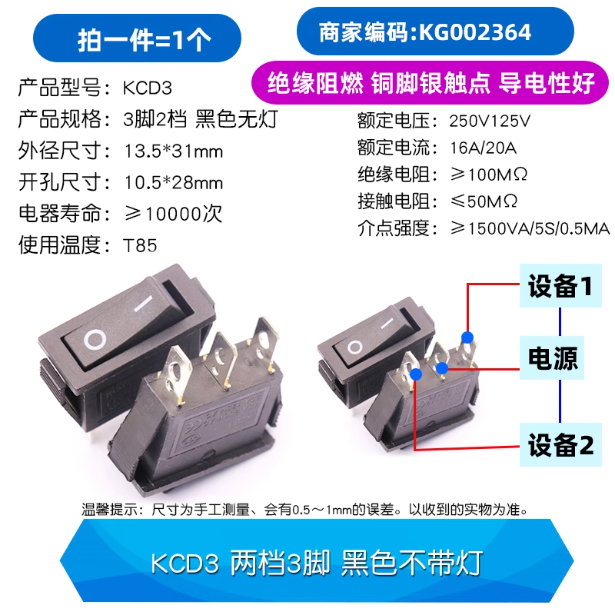 拍一件=1个
商家编码:KG002364
绝缘阻燃 铜脚银触点 导电性好
产品型号: KCD3
产品规格: 3脚2档 黑色无灯
外径尺寸: 13.5*31mm
开孔尺寸: 10.5*28mm
电器寿命: ≥10000次
使用温度: T85
额定电压: 250V125V
额定电流: 16A/20A
绝缘电阻: ≥100MΩ
接触电阻: ≤50MΩ
介点强度: ≥1500VA/5S/0.5MA
设备1
电源
设备2
温馨提示: 尺寸为手工测量、会有0.5～1mm的误差。以收到的实物为准。
KCD3 两档3脚 黑色不带灯